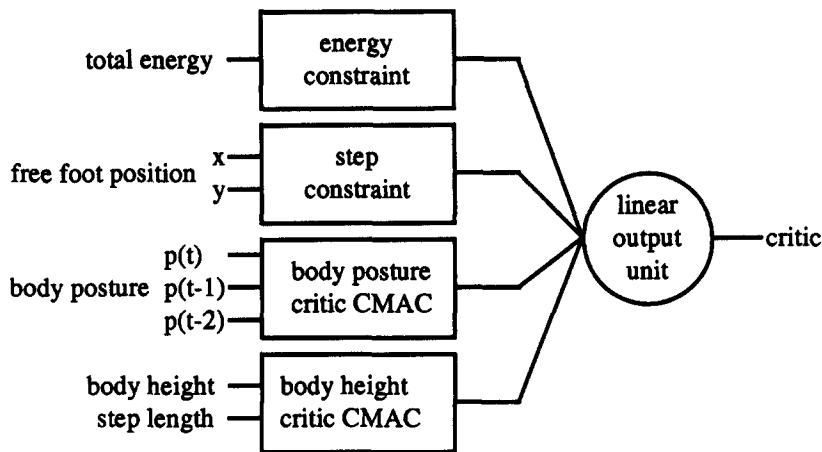 total energy
energy
constraint
free foot position
x
y
step
constraint
body posture
p(t)
p(t-1)
p(t-2)
body posture
critic CMAC
body height
step length
body height
critic CMAC
linear
output
unit
critic